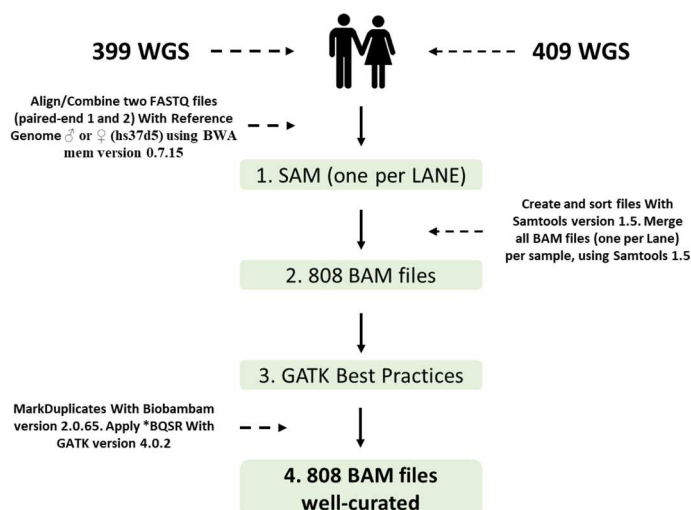 399 WGS
409 WGS
Align/Combine two FASTQ files
(paired-end 1 and 2) With Reference
Genome ♂ or ♀ (hs37d5) using BWA
mem version 0.7.15
1. SAM (one per LANE)
Create and sort files With
Samtools version 1.5. Merge
all BAM files (one per Lane)
per sample, using Samtools 1.5
2. 808 BAM files
3. GATK Best Practices
MarkDuplicates With Biobambam
version 2.0.65. Apply *BQSR With
GATK version 4.0.2
4. 808 BAM files
well-curated